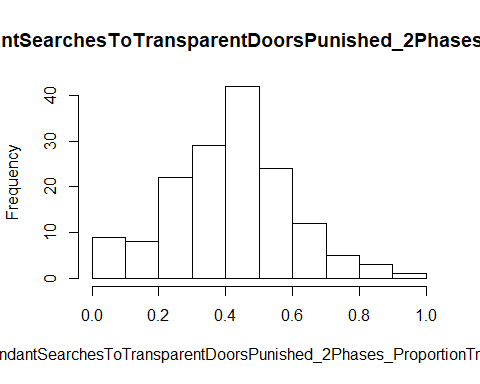 ntSearchesToTransparentDoorsPunished_2Phases_
Frequency
40
30
20
10
0
0.0 0.2 0.4 0.6 0.8 1.0
ndantSearchesToTransparentDoorsPunished_2Phases_ProportionTr